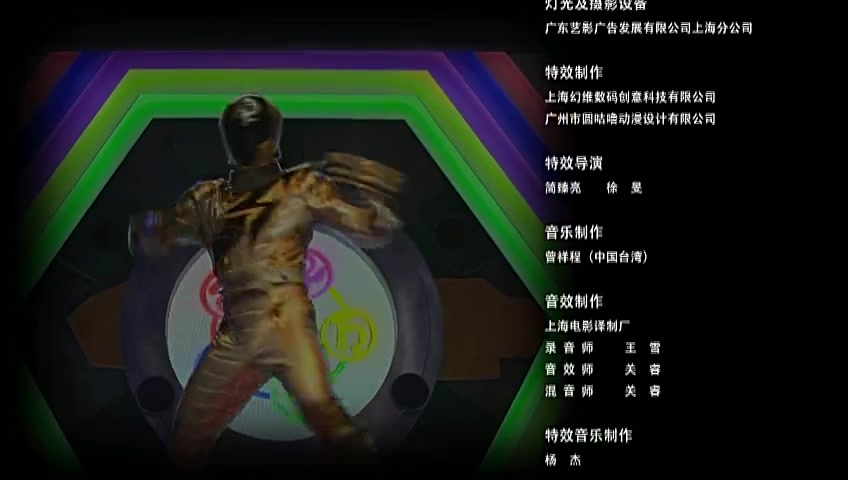 灯光及摄影设备
广东艺影广告发展有限公司上海分公司
特效制作
上海幻维数码创意科技有限公司
广州市圆咕噜动漫设计有限公司
特效导演
简臻亮 徐 旻
音乐制作
曾祥程（中国台湾）
音效制作
上海电影译制厂
录 音 师 王 雪
音 效 师 关 睿
混 音 师 关 睿
特效音乐制作
杨 杰